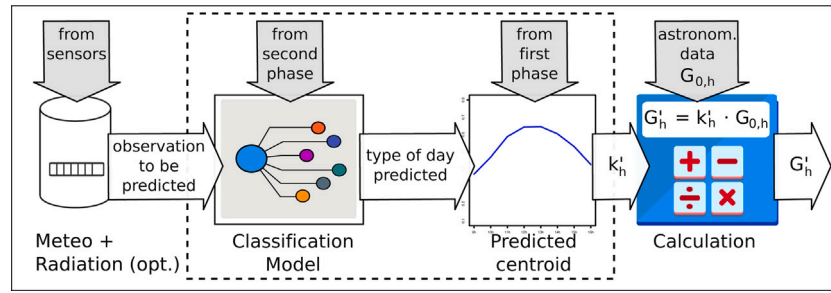 from
sensors
from
second
phase
from
first
phase
astronom.
data
G0,h
observation
to be
predicted
type of day
predicted
k'h
G'h = k'h · G0,h
G'h
Meteo +
Radiation (opt.)
Classification
Model
Predicted
centroid
Calculation